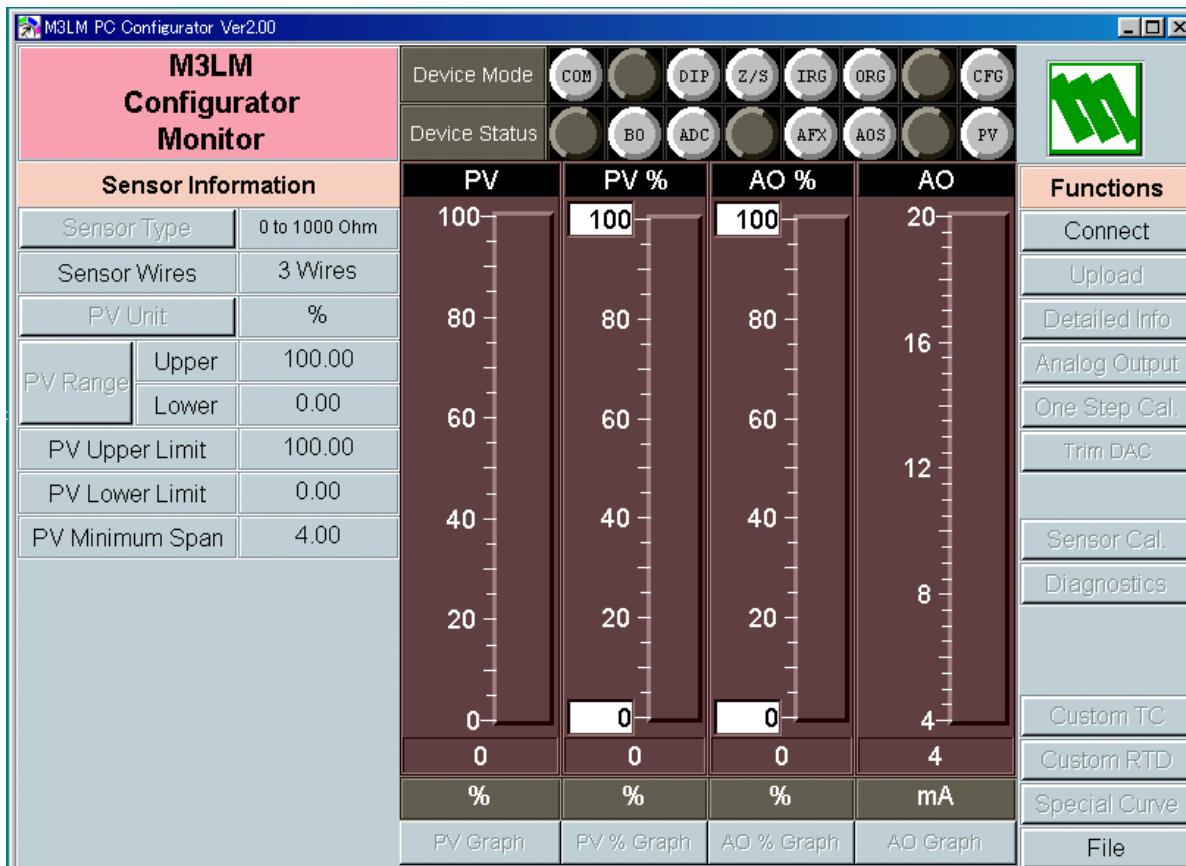 M3LM PC Configurator Ver2.00
M3LM
Configurator
Monitor
Device Mode COM DIP Z/S IRG ORG CFG
Device Status BO ADC AFX AOS PV
Sensor Information
Sensor Type 0 to 1000 Ohm
Sensor Wires 3 Wires
PV Unit %
PV Range Upper 100.00
Lower 0.00
PV Upper Limit 100.00
PV Lower Limit 0.00
PV Minimum Span 4.00
PV
100
80
60
40
20
0
0
%
PV Graph
PV %
100
80
60
40
20
0
0
%
PV % Graph
AO %
100
80
60
40
20
0
0
%
AO % Graph
AO
20
16
12
8
4
4
mA
AO Graph
Functions
Connect
Upload
Detailed Info
Analog Output
One Step Cal.
Trim DAC
Sensor Cal.
Diagnostics
Custom TC
Custom RTD
Special Curve
File